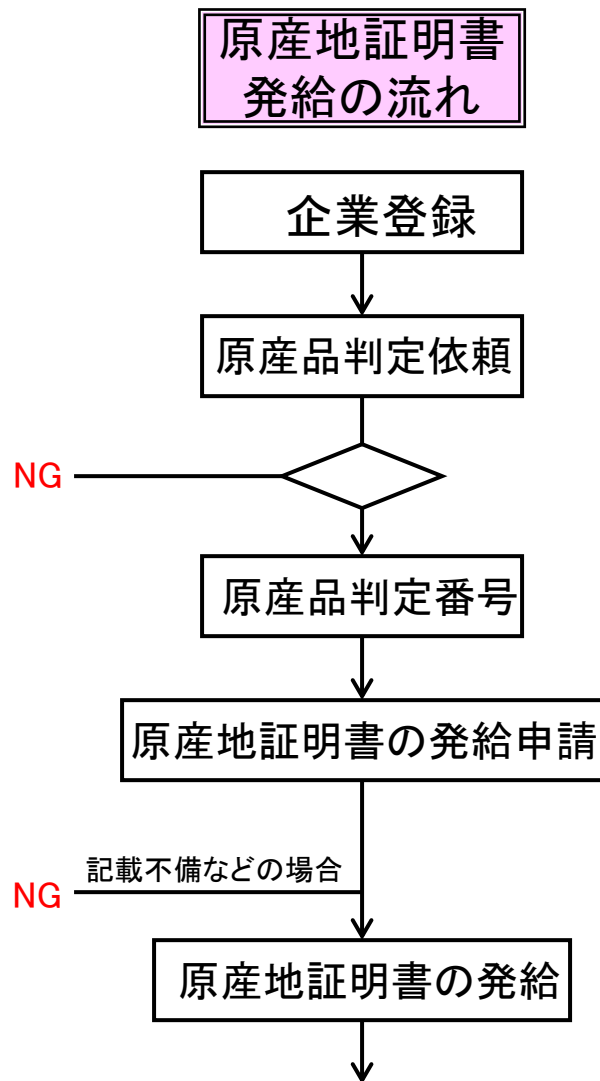 原産地証明書
発給の流れ
企業登録
原産品判定依頼
NG
原産品判定番号
原産地証明書の発給申請
記載不備などの場合
NG
原産地証明書の発給